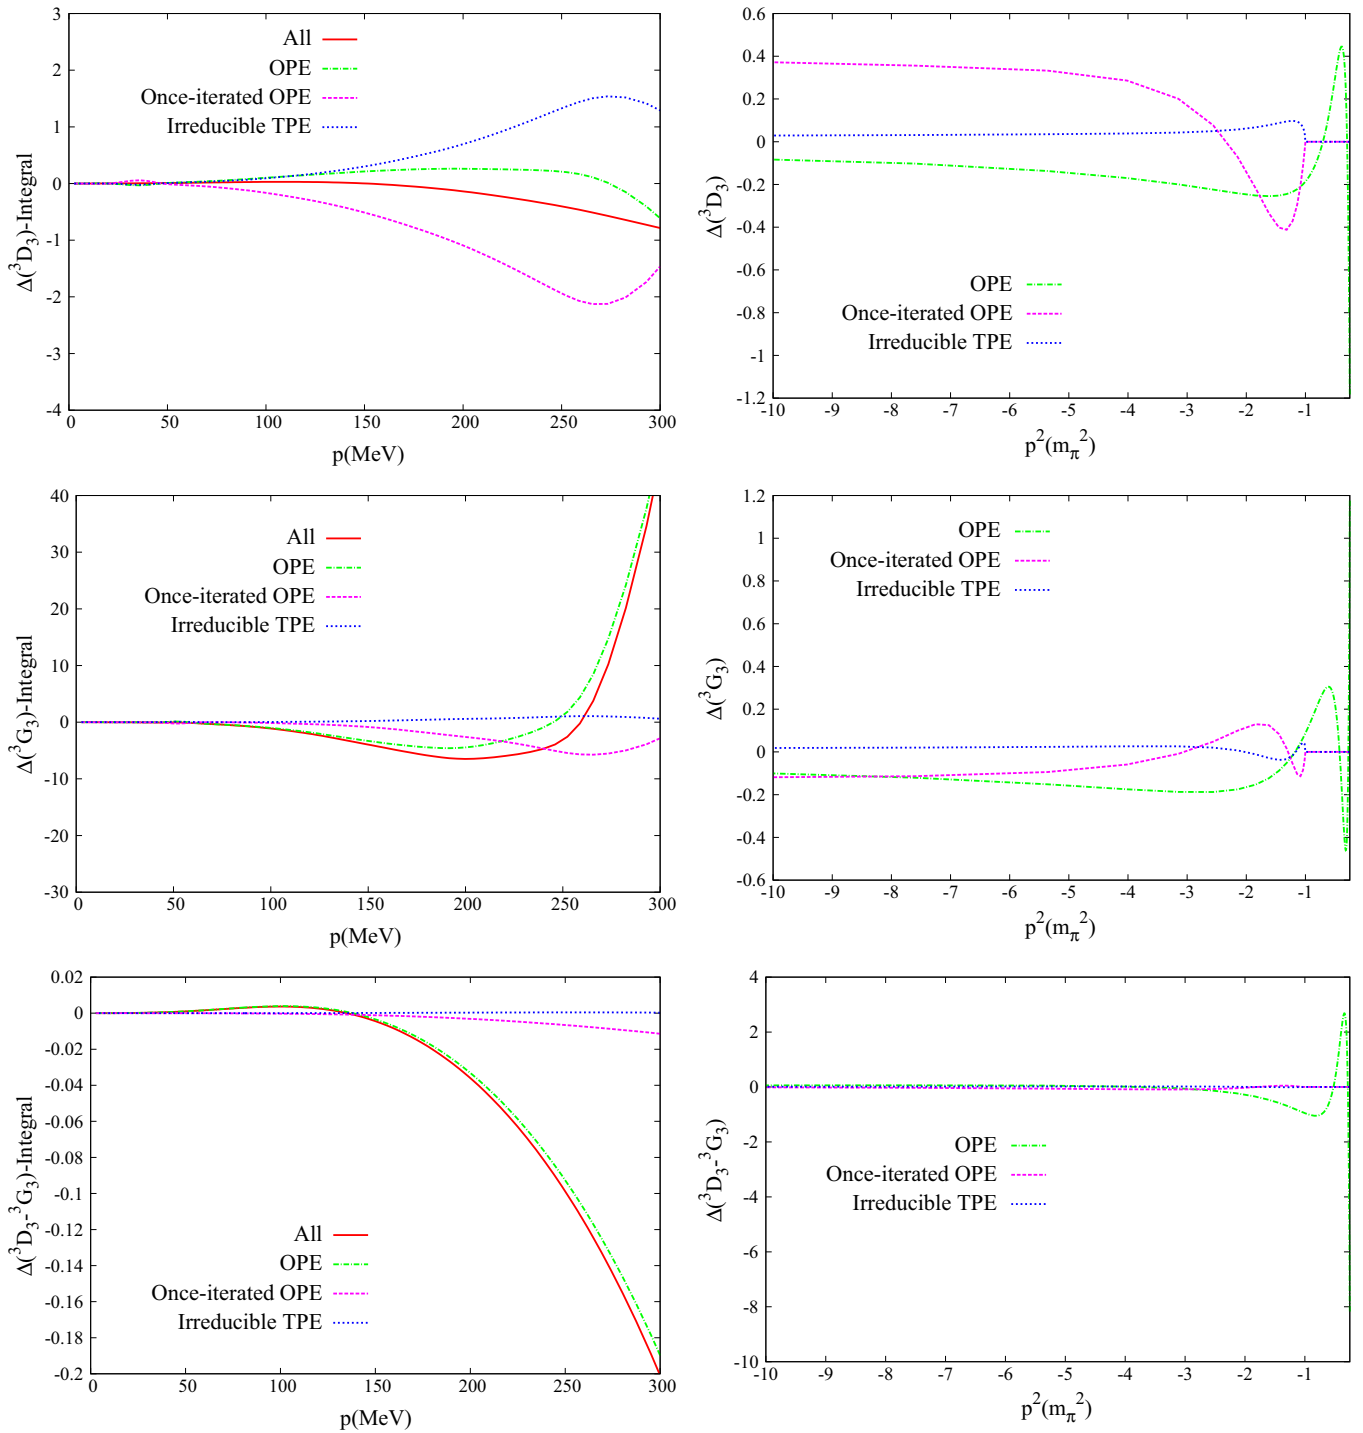 3
2
1
0
-1
-2
-3
-4
0 50 100 150 200 250 300
Δ(³D₃)-Integral
p(MeV)
All
OPE
Once-iterated OPE
Irreducible TPE
0.6
0.4
0.2
0
-0.2
-0.4
-0.6
-0.8
-1
-1.2
-10 -9 -8 -7 -6 -5 -4 -3 -2 -1
Δ(³D₃)
p²(m_π²)
OPE
Once-iterated OPE
Irreducible TPE
40
30
20
10
0
-10
-20
-30
0 50 100 150 200 250 300
Δ(³G₃)-Integral
p(MeV)
All
OPE
Once-iterated OPE
Irreducible TPE
1.2
1
0.8
0.6
0.4
0.2
0
-0.2
-0.4
-0.6
-10 -9 -8 -7 -6 -5 -4 -3 -2 -1
Δ(³G₃)
p²(m_π²)
OPE
Once-iterated OPE
Irreducible TPE
0.02
0
-0.02
-0.04
-0.06
-0.08
-0.1
-0.12
-0.14
-0.16
-0.18
-0.2
0 50 100 150 200 250 300
Δ(³D₃-³G₃)-Integral
p(MeV)
All
OPE
Once-iterated OPE
Irreducible TPE
4
2
0
-2
-4
-6
-8
-10
-10 -9 -8 -7 -6 -5 -4 -3 -2 -1
Δ(³D₃-³G₃)
p²(m_π²)
OPE
Once-iterated OPE
Irreducible TPE